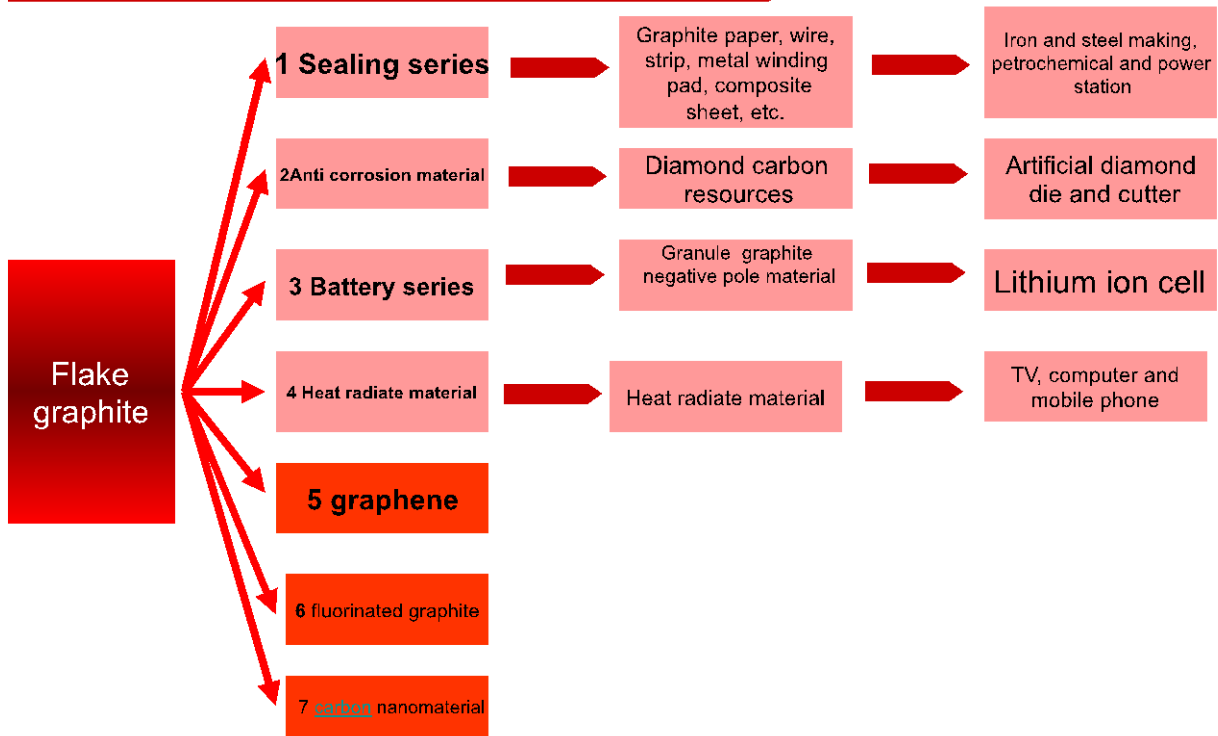 Flake
graphite
1 Sealing series
Graphite paper, wire,
strip, metal winding
pad, composite
sheet, etc.
Iron and steel making,
petrochemical and power
station
2Anti corrosion material
Diamond carbon
resources
Artificial diamond
die and cutter
3 Battery series
Granule graphite
negative pole material
Lithium ion cell
4 Heat radiate material
Heat radiate material
TV, computer and
mobile phone
5 graphene
6 fluorinated graphite
7 carbon nanomaterial